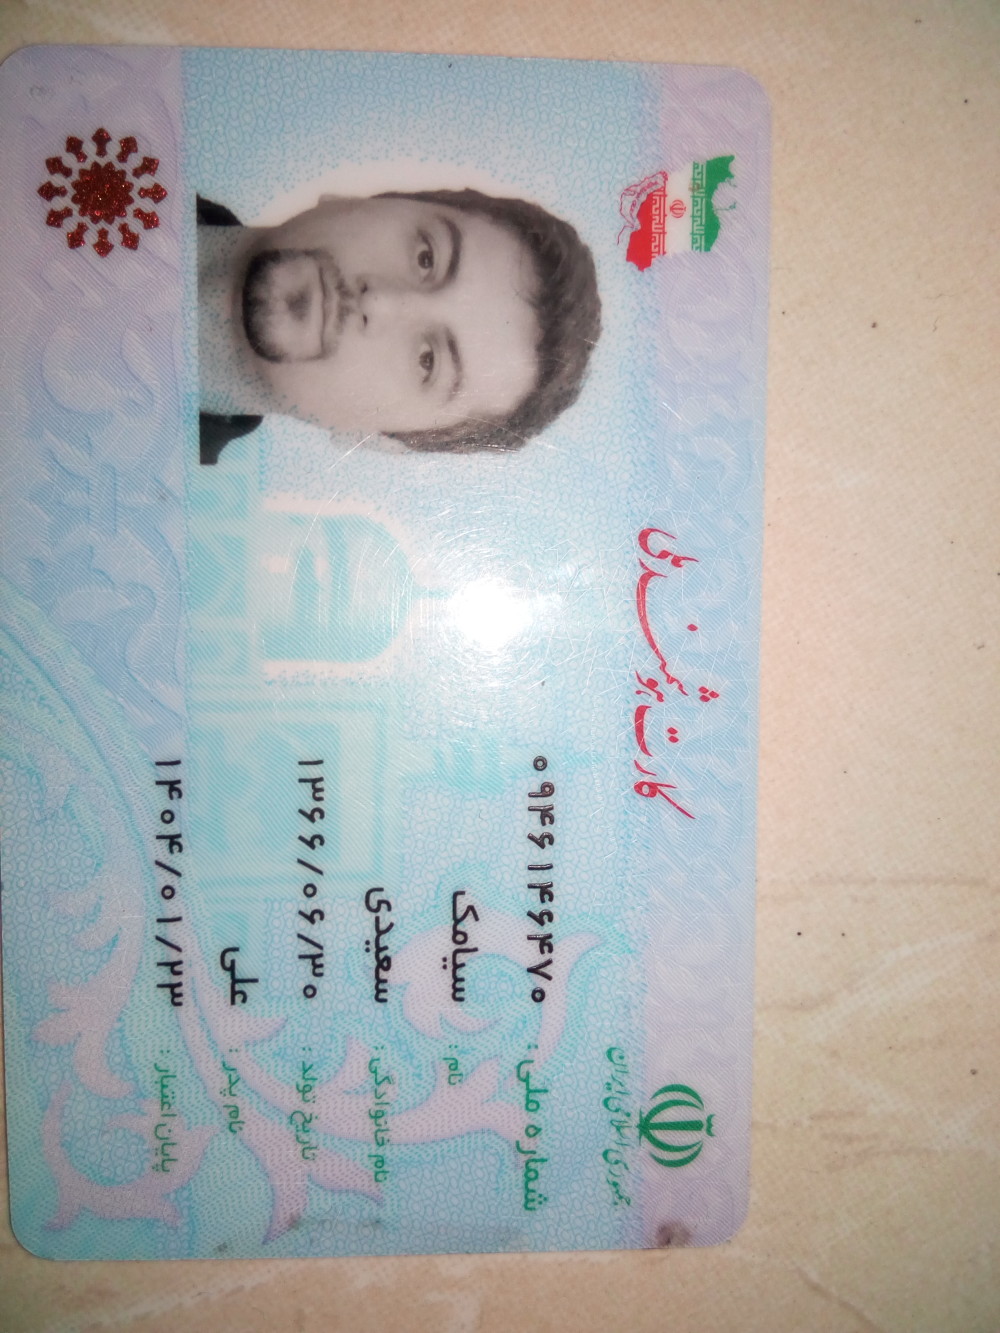 جمهوری اسلامی ایران
کارت هوشمند ملی
شماره ملی : ۰۹۴۶۱۴۶۴۷۰
نام : سیامک
نام خانوادگی : سعیدی
تاریخ تولد : ۱۳۶۶/۰۶/۳۰
نام پدر : علی
پایان اعتبار : ۱۴۰۴/۰۱/۲۳